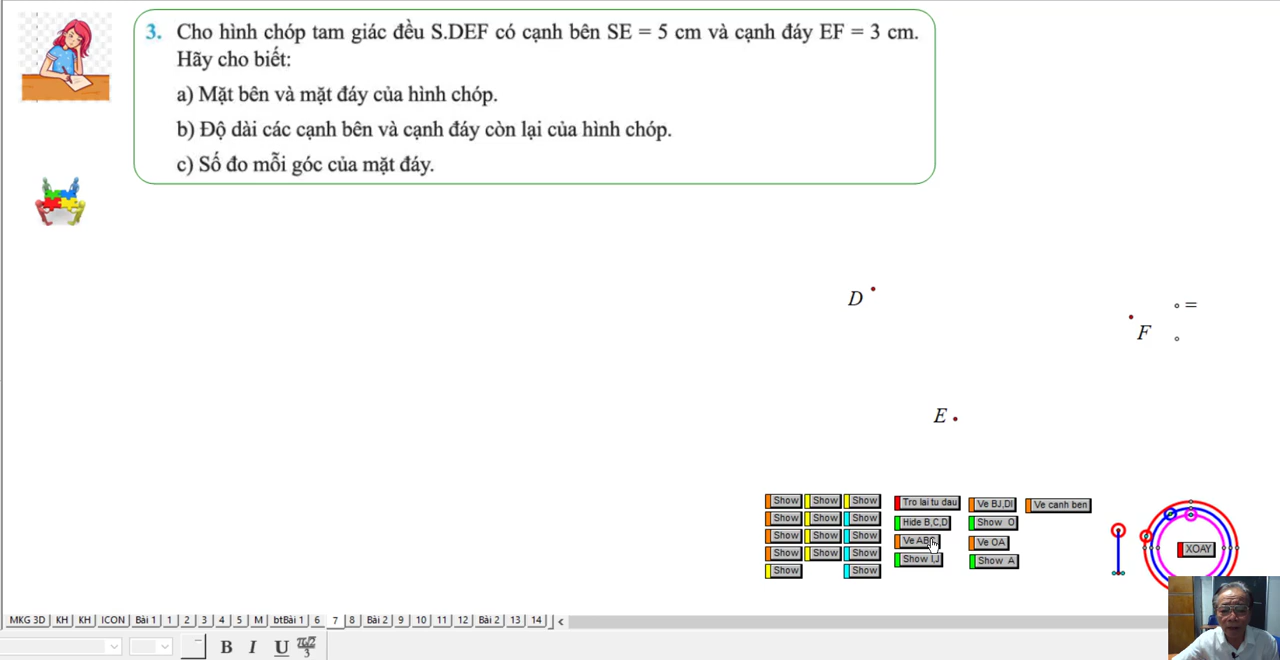 3. Cho hình chóp tam giác đều S.DEF có cạnh bên SE = 5 cm và cạnh đáy EF = 3 cm.
Hãy cho biết:
a) Mặt bên và mặt đáy của hình chóp.
b) Độ dài các cạnh bên và cạnh đáy còn lại của hình chóp.
c) Số đo mỗi góc của mặt đáy.
D
=
F
E
Show Show Show Tro lai tu dau Ve BJ,DI Ve canh ben
Show Show Show Hide B,C,D Show O
Show Show Show Ve ABC Ve OA
Show Show Show Show I,J Show A
Show Show
XOAY
MKG 3D KH KH ICON Bài 1 1 2 3 4 5 M btBài 1 6 7 8 Bài 2 9 10 11 12 Bài 2 13 14 <
B I U